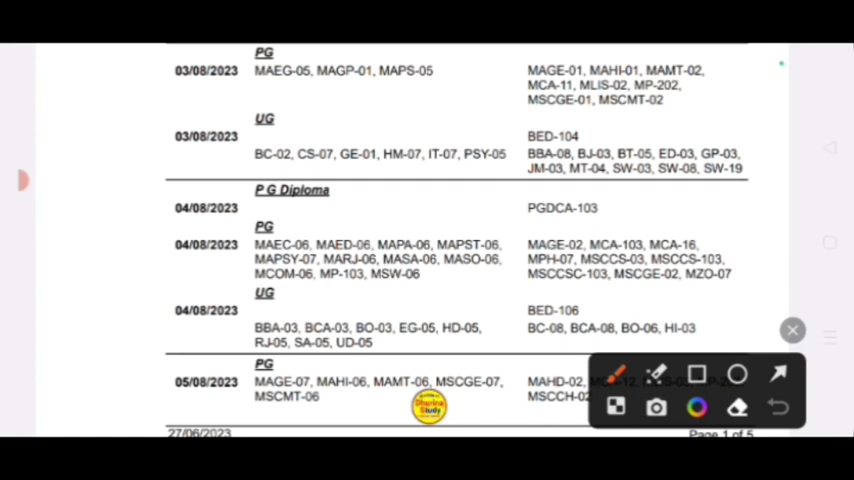 PG
03/08/2023 MAEG-05, MAGP-01, MAPS-05 MAGE-01, MAHI-01, MAMT-02,
MCA-11, MLIS-02, MP-202,
MSCGE-01, MSCMT-02
UG
03/08/2023 BED-104
BC-02, CS-07, GE-01, HM-07, IT-07, PSY-05 BBA-08, BJ-03, BT-05, ED-03, GP-03,
JM-03, MT-04, SW-03, SW-08, SW-19
P G Diploma
04/08/2023 PGDCA-103
PG
04/08/2023 MAEC-06, MAED-06, MAPA-06, MAPST-06, MAGE-02, MCA-103, MCA-16,
MAPSY-07, MARJ-06, MASA-06, MASO-06, MPH-07, MSCCS-03, MSCCS-103,
MCOM-06, MP-103, MSW-06 MSCCSC-103, MSCGE-02, MZO-07
UG
04/08/2023 BED-106
BBA-03, BCA-03, BO-03, EG-05, HD-05, BC-08, BCA-08, BO-06, HI-03
RJ-05, SA-05, UD-05
PG
05/08/2023 MAGE-07, MAHI-06, MAMT-06, MSCGE-07, MAHD-02,
MSCMT-06 MSCCH-02
Dhurina
Study
27/06/2023 Page 1 of 5